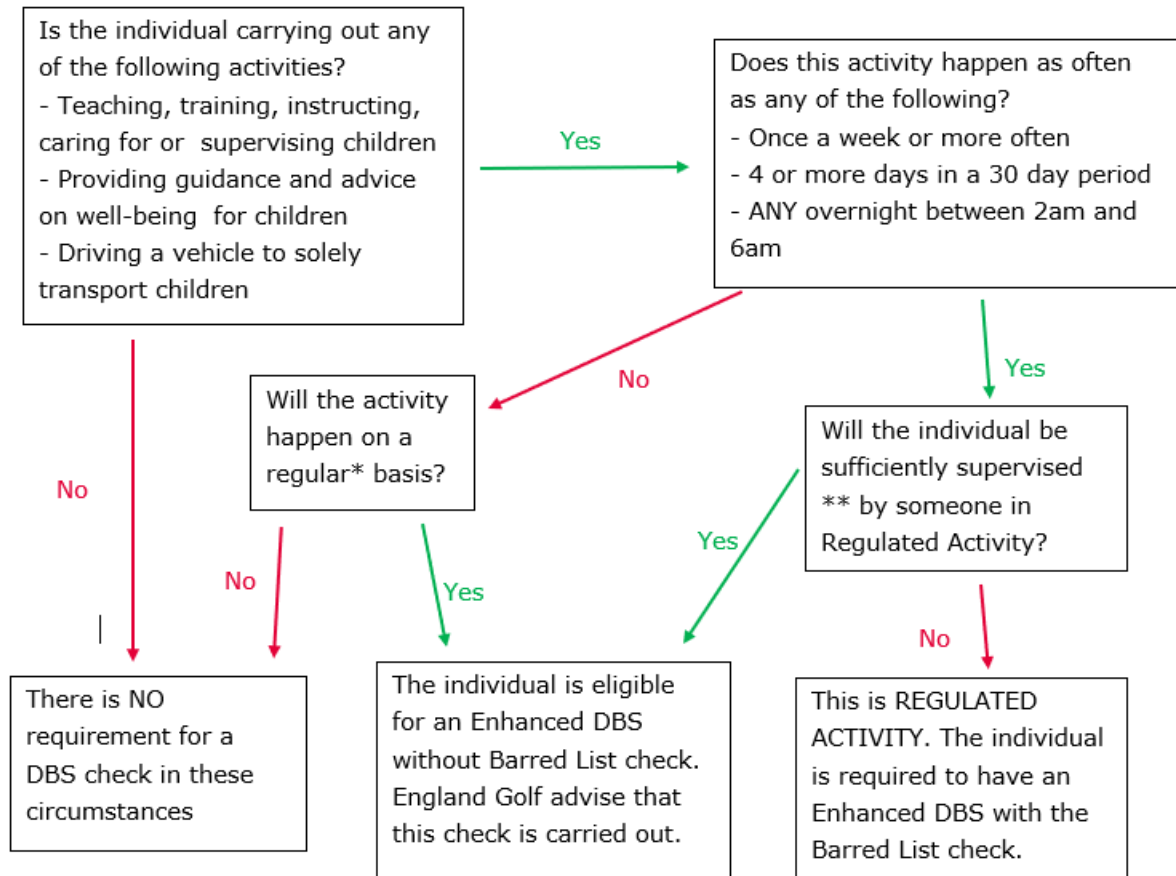 Is the individual carrying out any
of the following activities?
- Teaching, training, instructing,
caring for or  supervising children
- Providing guidance and advice
on well-being  for children
- Driving a vehicle to solely
transport children
Yes
Does this activity happen as often
as any of the following?
- Once a week or more often
- 4 or more days in a 30 day period
- ANY overnight between 2am and
6am
No
Yes
Will the activity
happen on a
regular* basis?
Will the individual be
sufficiently supervised
** by someone in
Regulated Activity?
No
No
Yes
Yes
No
There is NO
requirement for a
DBS check in these
circumstances
The individual is eligible
for an Enhanced DBS
without Barred List check.
England Golf advise that
this check is carried out.
This is REGULATED
ACTIVITY. The individual
is required to have an
Enhanced DBS with the
Barred List check.